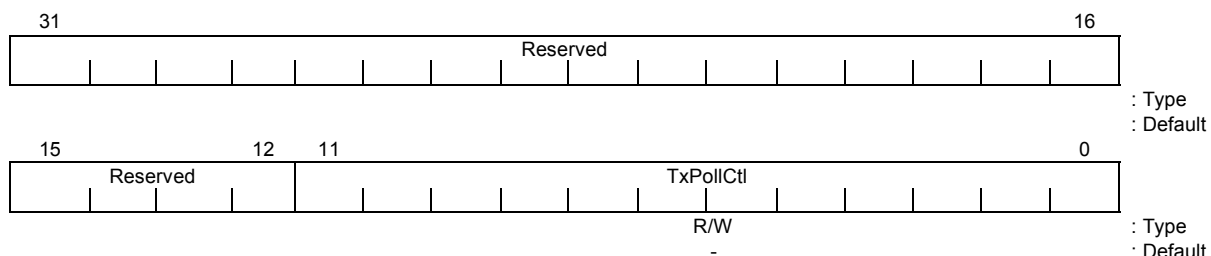 31 16
Reserved
: Type
: Default
15 12 11 0
Reserved TxPollCtl
R/W : Type
- : Default